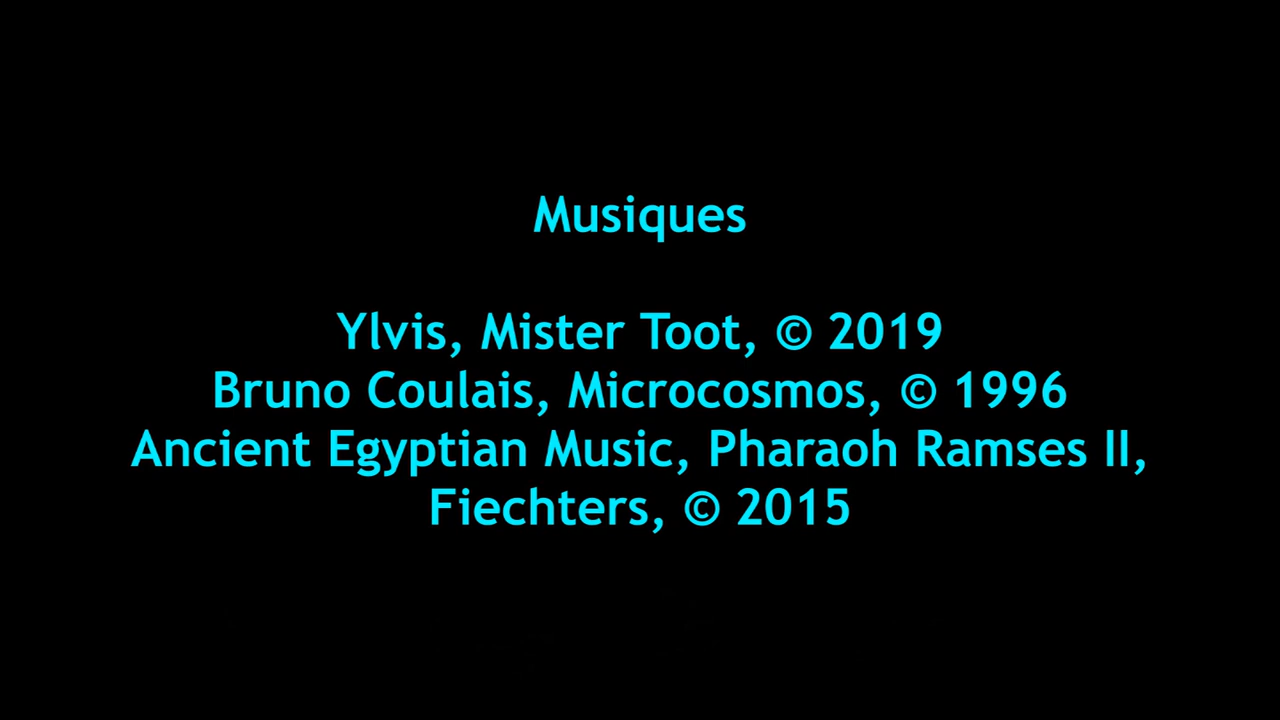 Musiques
Ylvis, Mister Toot, © 2019
Bruno Coulais, Microcosmos, © 1996
Ancient Egyptian Music, Pharaoh Ramses II,
Fiechters, © 2015